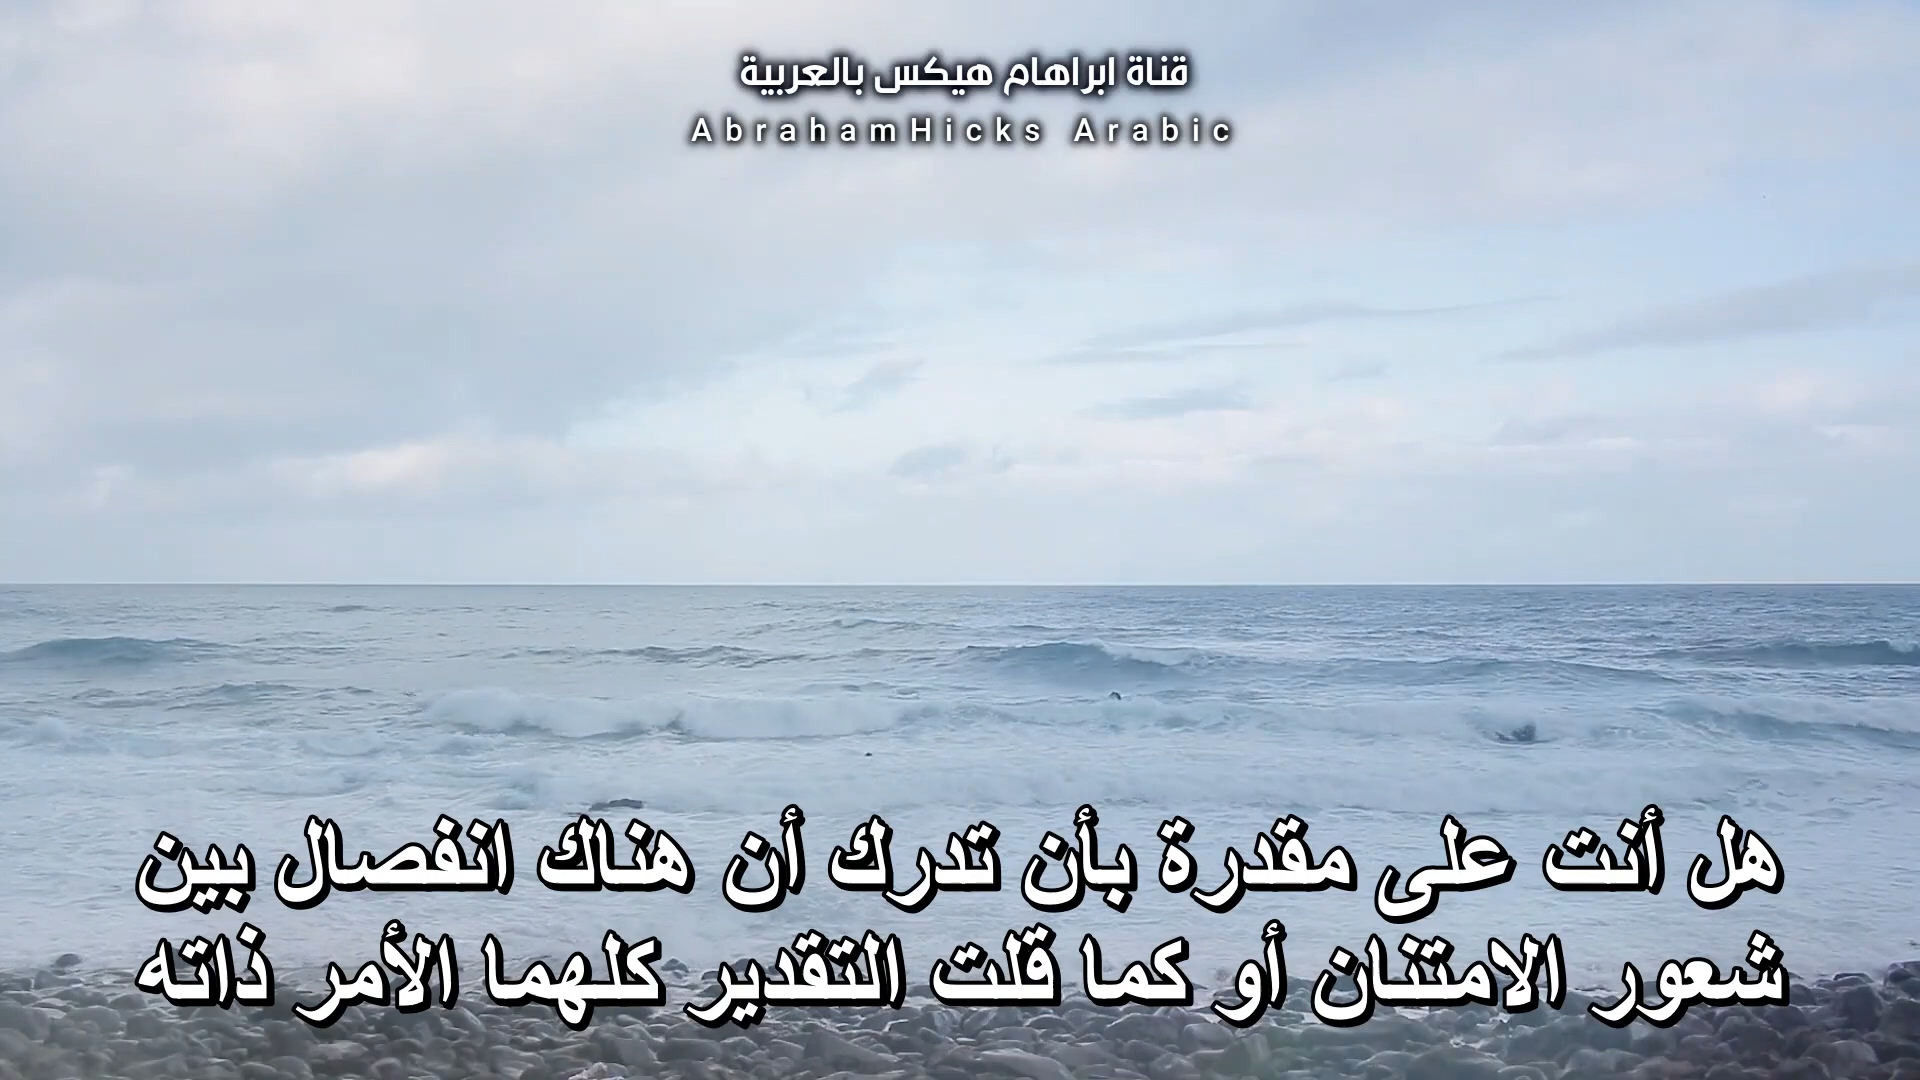 قناة ابراهام هيكس بالعربية
AbrahamHicks Arabic
هل أنت على مقدرة بأن تدرك أن هناك انفصال بين
شعور الامتنان أو كما قلت التقدير كلهما الأمر ذاته